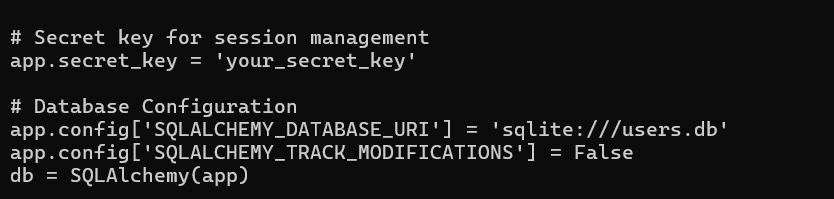 # Secret key for session management
app.secret_key = 'your_secret_key'
# Database Configuration
app.config['SQLALCHEMY_DATABASE_URI'] = 'sqlite:///users.db'
app.config['SQLALCHEMY_TRACK_MODIFICATIONS'] = False
db = SQLAlchemy(app)